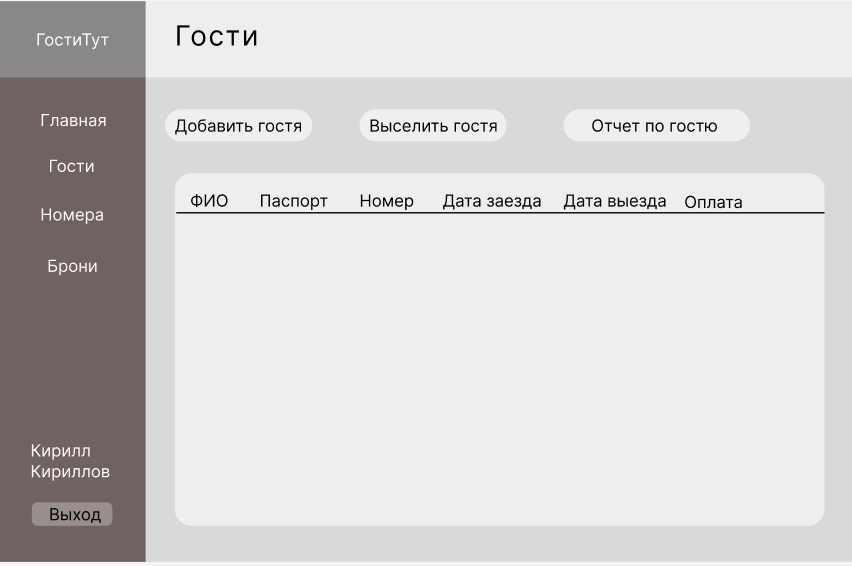 ГостиТут
Гости
Главная
Гости
Номера
Брони
Кирилл
Кириллов
Выход
Добавить гостя
Выселить гостя
Отчет по гостю
ФИО Паспорт Номер Дата заезда Дата выезда Оплата